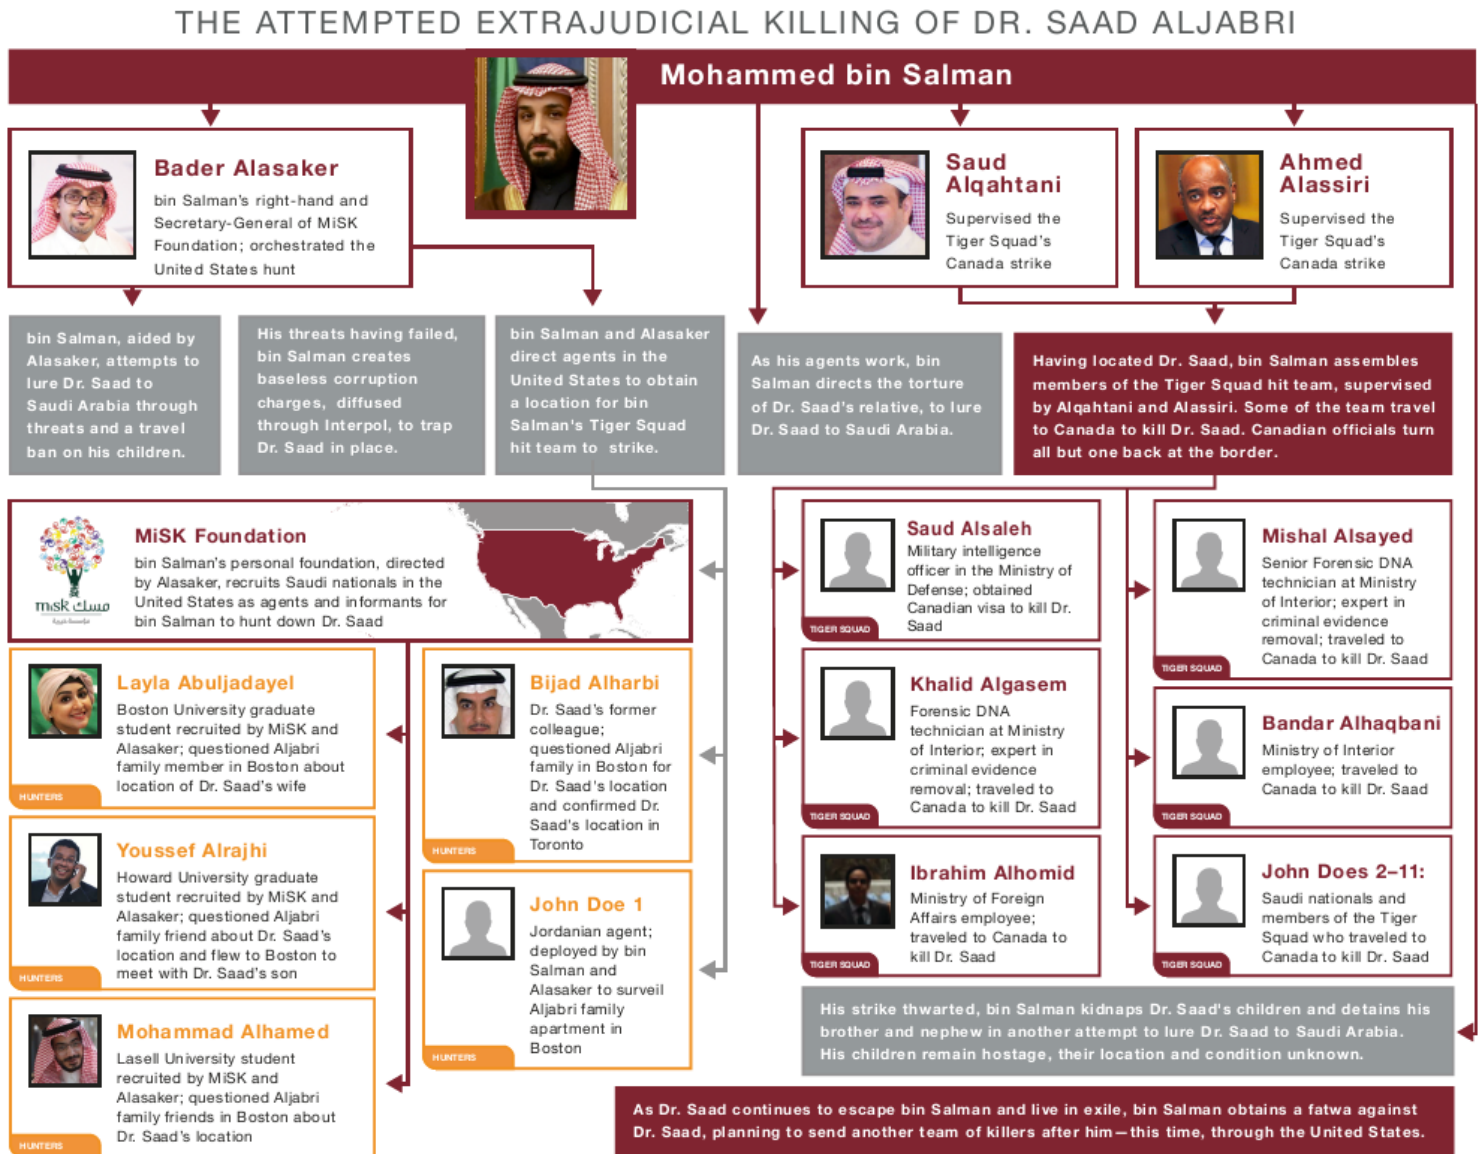 THE ATTEMPTED EXTRAJUDICIAL KILLING OF DR. SAAD ALJABRI
Mohammed bin Salman
Bader Alasaker
bin Salman's right-hand and
Secretary-General of MiSK
Foundation; orchestrated the
United States hunt
Saud
Alqahtani
Supervised the
Tiger Squad's
Canada strike
Ahmed
Alassiri
Supervised the
Tiger Squad's
Canada strike
bin Salman, aided by
Alasaker, attempts to
lure Dr. Saad to
Saudi Arabia through
threats and a travel
ban on his children.
His threats having failed,
bin Salman creates
baseless corruption
charges, diffused
through Interpol, to trap
Dr. Saad in place.
bin Salman and Alasaker
direct agents in the
United States to obtain
a location for bin
Salman's Tiger Squad
hit team to strike.
As his agents work, bin
Salman directs the torture
of Dr. Saad's relative, to lure
Dr. Saad to Saudi Arabia.
Having located Dr. Saad, bin Salman assembles
members of the Tiger Squad hit team, supervised
by Alqahtani and Alassiri. Some of the team travel
to Canada to kill Dr. Saad. Canadian officials turn
all but one back at the border.
misk مسك
MiSK Foundation
bin Salman's personal foundation, directed
by Alasaker, recruits Saudi nationals in the
United States as agents and informants for
bin Salman to hunt down Dr. Saad
Layla Abuljadayel
Boston University graduate
student recruited by MiSK and
Alasaker; questioned Aljabri
family member in Boston about
location of Dr. Saad's wife
HUNTERS
Youssef Alrajhi
Howard University graduate
student recruited by MiSK and
Alasaker; questioned Aljabri
family friend about Dr. Saad's
location and flew to Boston to
meet with Dr. Saad's son
HUNTERS
Mohammad Alhamed
Lasell University student
recruited by MiSK and
Alasaker; questioned Aljabri
family friends in Boston about
Dr. Saad's location
HUNTERS
Bijad Alharbi
Dr. Saad's former
colleague;
questioned Aljabri
family in Boston for
Dr. Saad's location
and confirmed Dr.
Saad's location in
Toronto
HUNTERS
John Doe 1
Jordanian agent;
deployed by bin
Salman and
Alasaker to surveil
Aljabri family
apartment in
Boston
HUNTERS
Saud Alsaleh
Military intelligence
officer in the Ministry of
Defense; obtained
Canadian visa to kill Dr.
Saad
TIGER SQUAD
Khalid Algasem
Forensic DNA
technician at Ministry
of Interior; expert in
criminal evidence
removal; traveled to
Canada to kill Dr. Saad
TIGER SQUAD
Ibrahim Alhomid
Ministry of Foreign
Affairs employee;
traveled to Canada to
kill Dr. Saad
TIGER SQUAD
Mishal Alsayed
Senior Forensic DNA
technician at Ministry
of Interior; expert in
criminal evidence
removal; traveled to
Canada to kill Dr. Saad
TIGER SQUAD
Bandar Alhaqbani
Ministry of Interior
employee; traveled to
Canada to kill Dr. Saad
TIGER SQUAD
John Does 2–11:
Saudi nationals and
members of the Tiger
Squad who traveled to
Canada to kill Dr. Saad
TIGER SQUAD
His strike thwarted, bin Salman kidnaps Dr. Saad's children and detains his
brother and nephew in another attempt to lure Dr. Saad to Saudi Arabia.
His children remain hostage, their location and condition unknown.
As Dr. Saad continues to escape bin Salman and live in exile, bin Salman obtains a fatwa against
Dr. Saad, planning to send another team of killers after him—this time, through the United States.